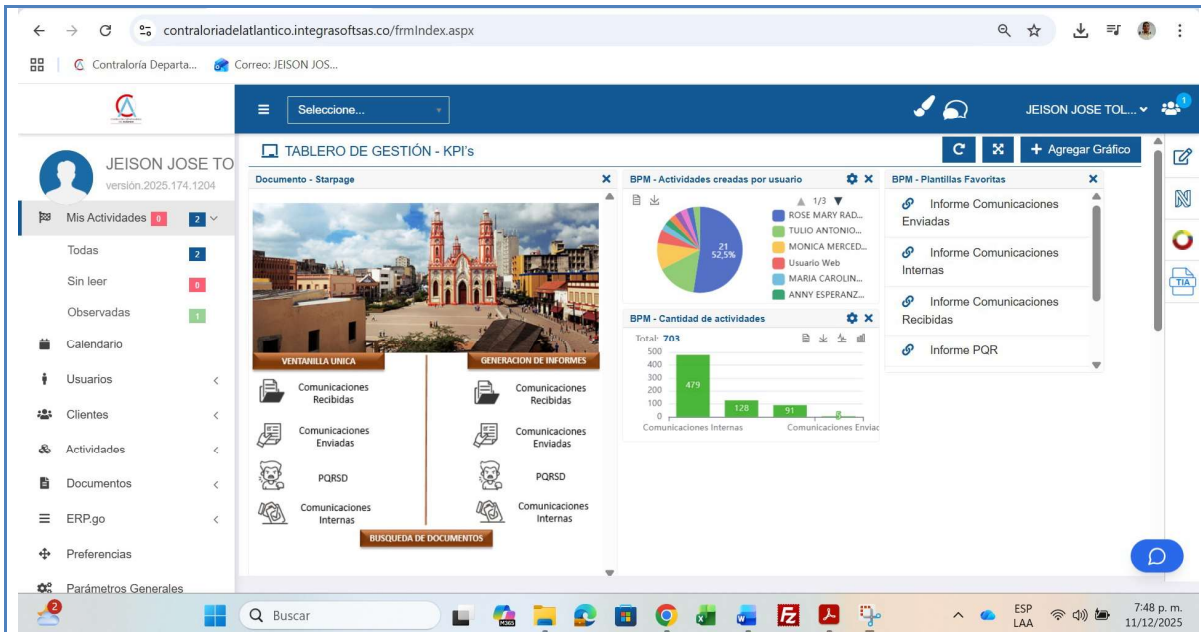 contraloriadelatlantico.integrasoftsas.co/frmIndex.aspx
Contraloría Departa...
Correo: JEISON JOS...
Seleccione...
JEISON JOSE TOL...
1
JEISON JOSE TO
versión.2025.174.1204
Mis Actividades 0 2
Todas 2
Sin leer 0
Observadas 1
Calendario
Usuarios
Clientes
Actividades
Documentos
ERP.go
Preferencias
Parámetros Generales
TABLERO DE GESTIÓN - KPI's
Agregar Gráfico
Documento - Starpage
VENTANILLA UNICA
GENERACION DE INFORMES
Comunicaciones
Recibidas
Comunicaciones
Enviadas
PQRSD
Comunicaciones
Internas
Comunicaciones
Recibidas
Comunicaciones
Enviadas
PQRSD
Comunicaciones
Internas
BUSQUEDA DE DOCUMENTOS
BPM - Actividades creadas por usuario
1/3
21
52,5%
ROSE MARY RAD...
TULIO ANTONIO...
MONICA MERCED...
Usuario Web
MARIA CAROLIN...
ANNY ESPERANZ...
BPM - Cantidad de actividades
Total: 703
500
400
300
200
100
0
479
128
91
Comunicaciones Internas
Comunicaciones Enviac
BPM - Plantillas Favoritas
Informe Comunicaciones
Enviadas
Informe Comunicaciones
Internas
Informe Comunicaciones
Recibidas
Informe PQR
TIA
2
Buscar
M365
ESP
LAA
7:48 p. m.
11/12/2025